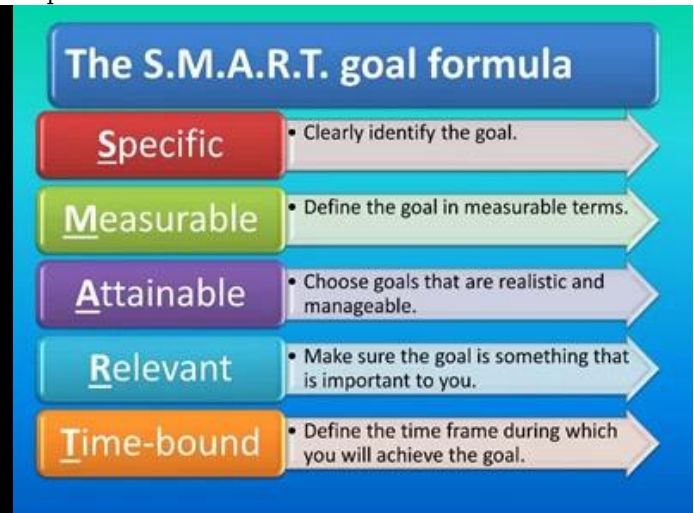 The S.M.A.R.T. goal formula
Specific
• Clearly identify the goal.
Measurable
• Define the goal in measurable terms.
Attainable
• Choose goals that are realistic and
manageable.
Relevant
• Make sure the goal is something that
is important to you.
Time-bound
• Define the time frame during which
you will achieve the goal.